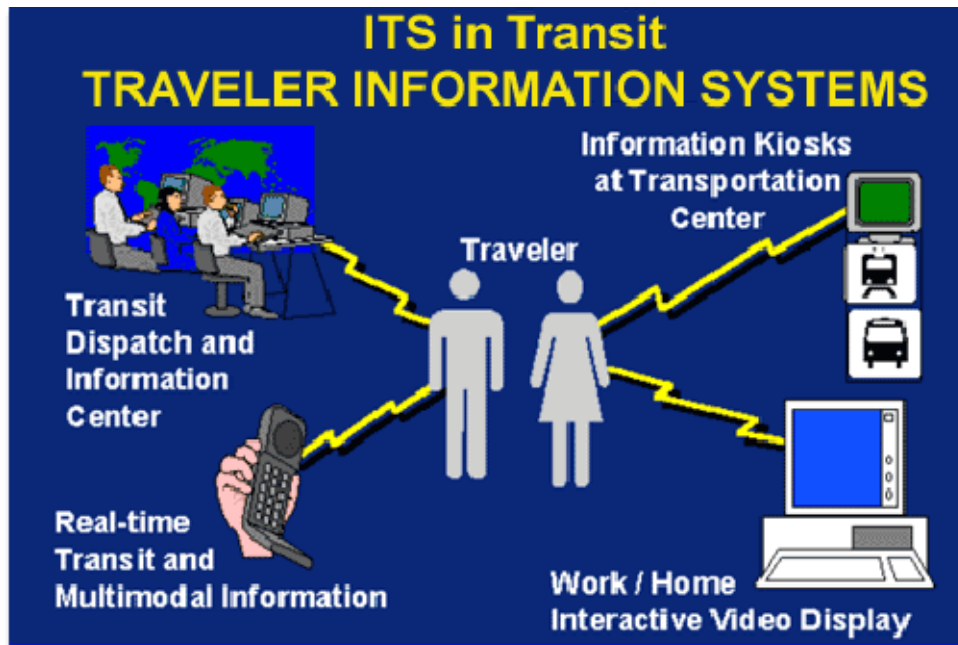 ITS in Transit
TRAVELER INFORMATION SYSTEMS
Information Kiosks
at Transportation
Center
Traveler
Transit
Dispatch and
Information
Center
Real-time
Transit and
Multimodal Information
Work / Home
Interactive Video Display